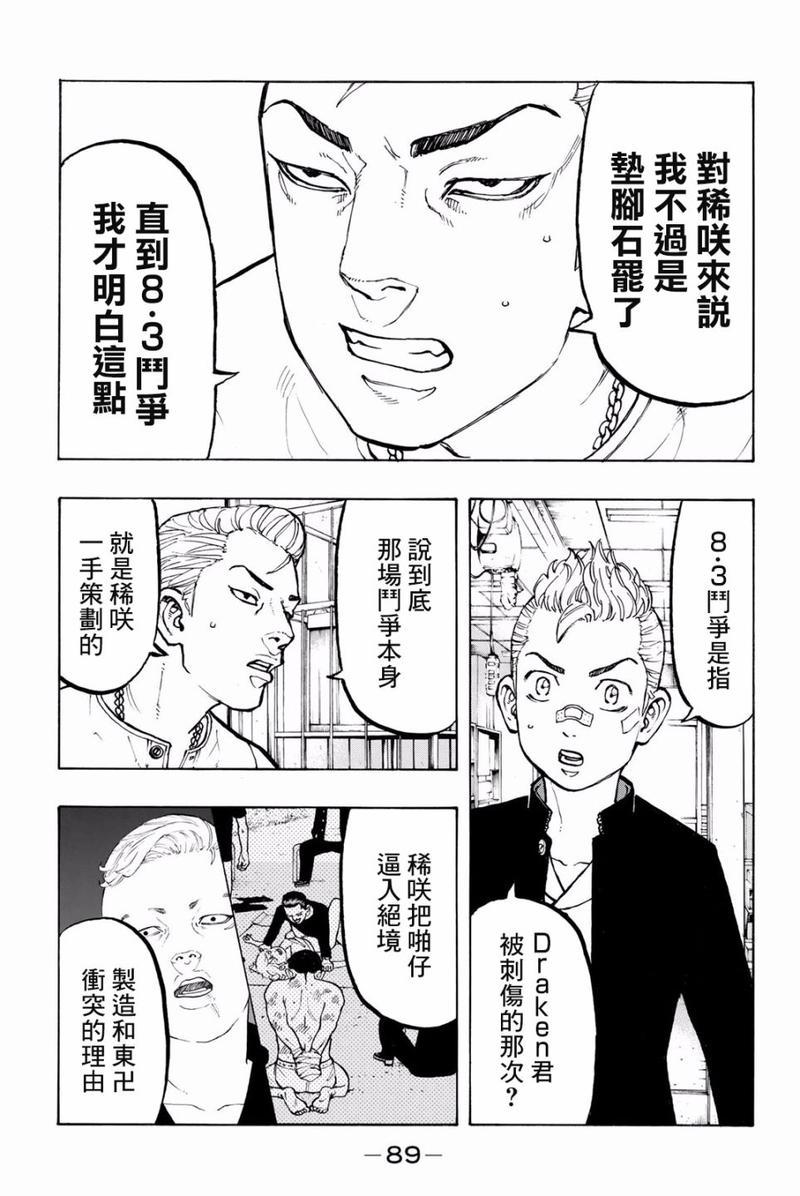 對稀咲來說
我不過是
墊腳石罷了
直到8·3鬥爭
我才明白這點
8·3鬥爭是指
Draken君
被刺傷的那次?
說到底
那場鬥爭本身
就是稀咲
一手策劃的
稀咲把啪仔
逼入絕境
製造和東卍
衝突的理由
—89—